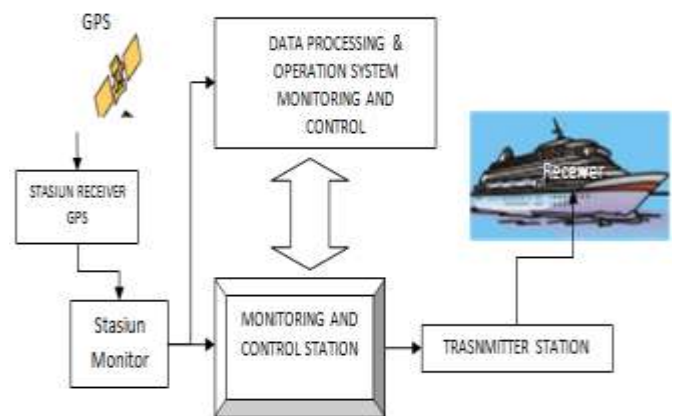 GPS
DATA PROCESSING &
OPERATION SYSTEM
MONITORING AND
CONTROL
Receiver
STASIUN RECEIVER
GPS
Stasiun
Monitor
MONITORING AND
CONTROL STATION
TRASNMITTER STATION